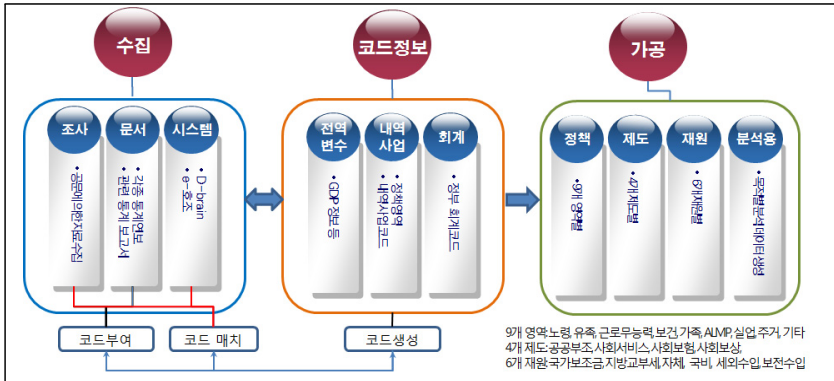 수집
코드정보
가공
조사
문서
시스템
공문에의한자료수집
각종 통계연보
관련 통계 보고서
D-brain
e-호조
전역
변수
내역
사업
회계
GDP 정보 등
정책영역
내역사업코드
정부 회계코드
정책
제도
재원
분석용
9개 영역별
4개제도별
6개재원별
목적별분석데이터생성
코드부여
코드 매치
코드생성
9개 영역:노령, 유족, 근로무능력,보건,가족,ALMP,실업,주거,기타
4개 제도:공공부조,사회서비스,사회보험,사회보상,
6개 재원:국가보조금,지방교부세,자체, 국비, 세외수입,보전수입